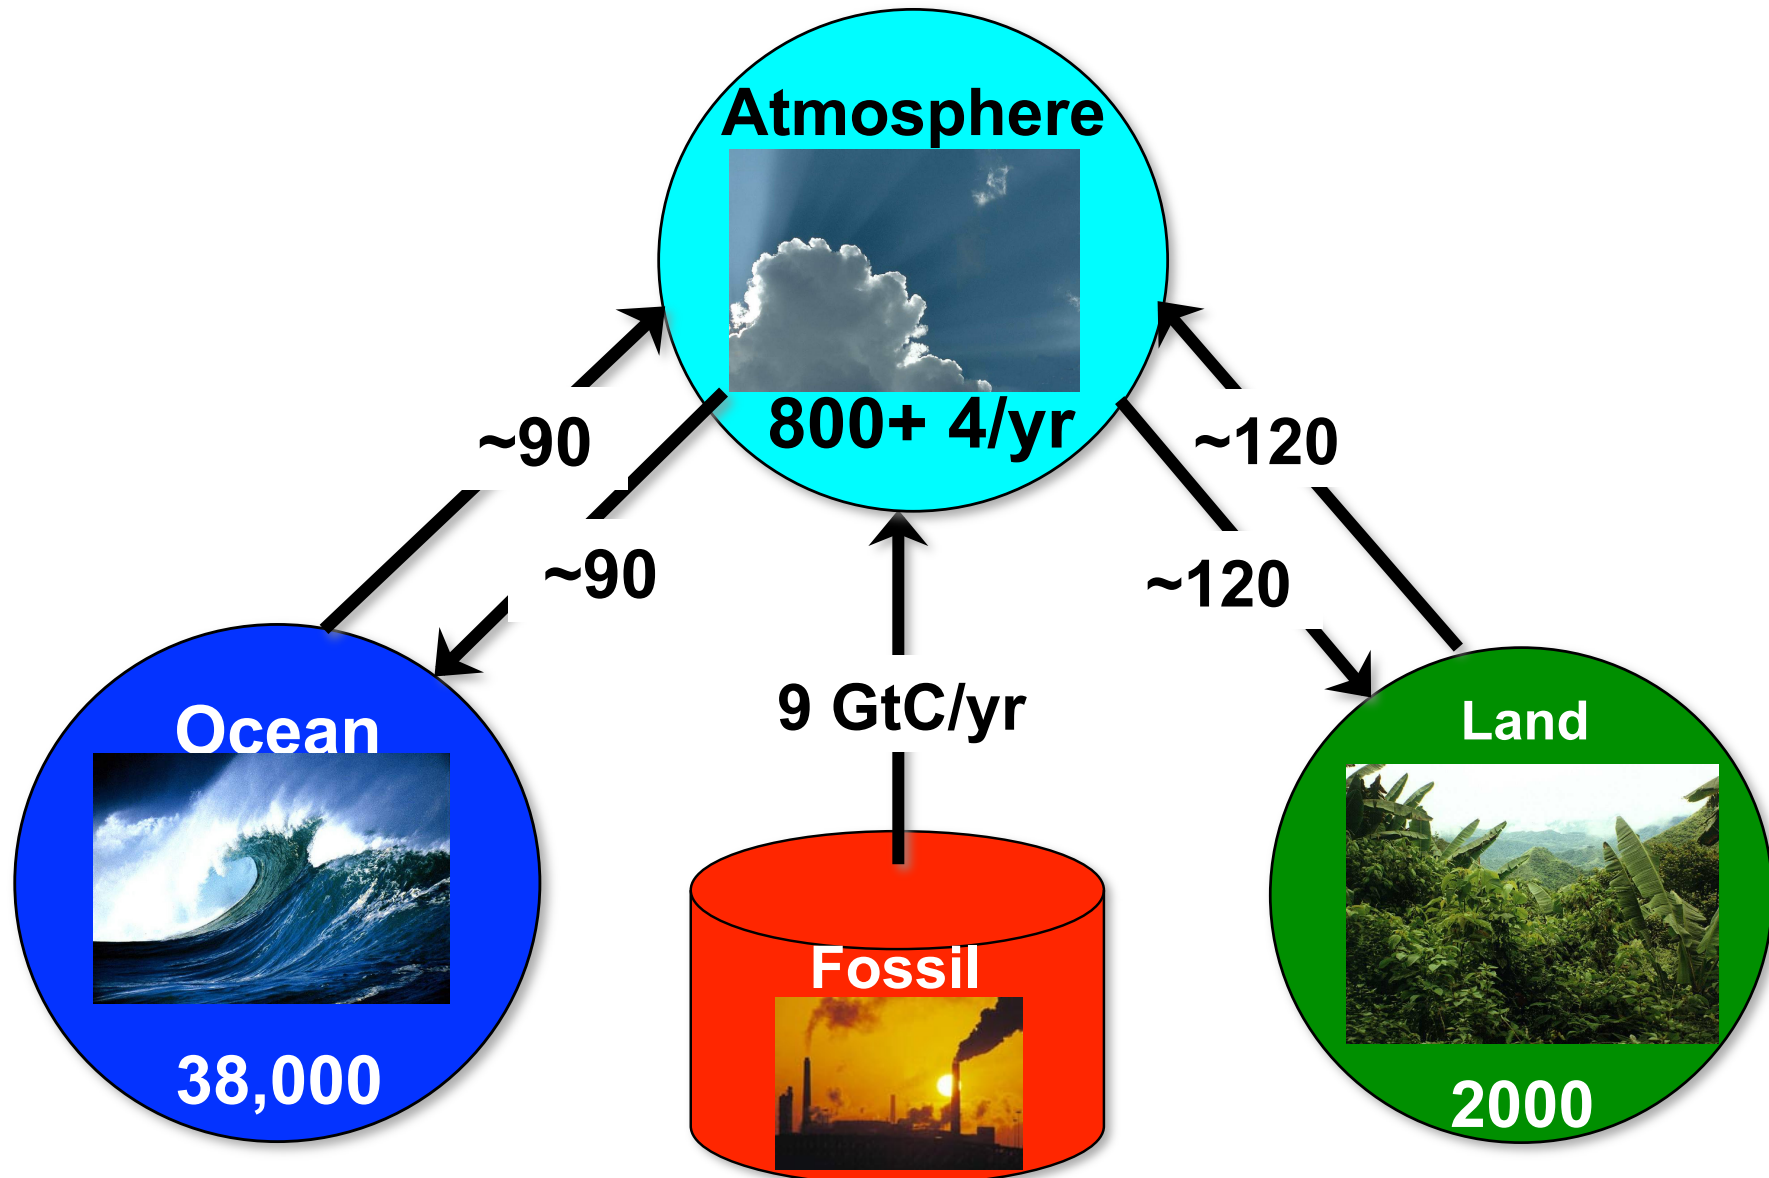 Atmosphere
800+ 4/yr
~90
~120
~90
~120
9 GtC/yr
Ocean
Land
Fossil
38,000
2000